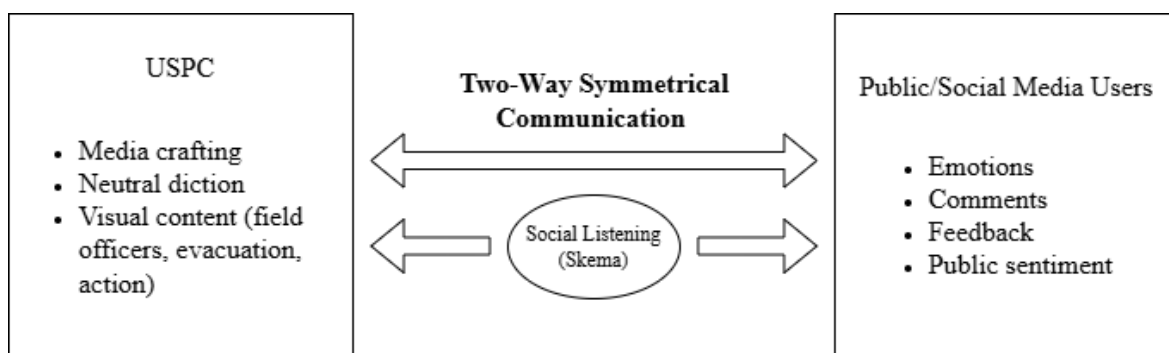 USPC
• Media crafting
• Neutral diction
• Visual content (field
officers, evacuation,
action)
Two-Way Symmetrical
Communication
Social Listening
(Skema)
Public/Social Media Users
• Emotions
• Comments
• Feedback
• Public sentiment